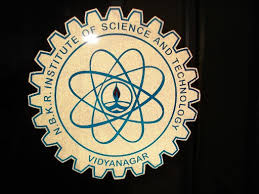 N.B.K.R. INSTITUTE OF SCIENCE AND TECHNOLOGY
VIDYANAGAR